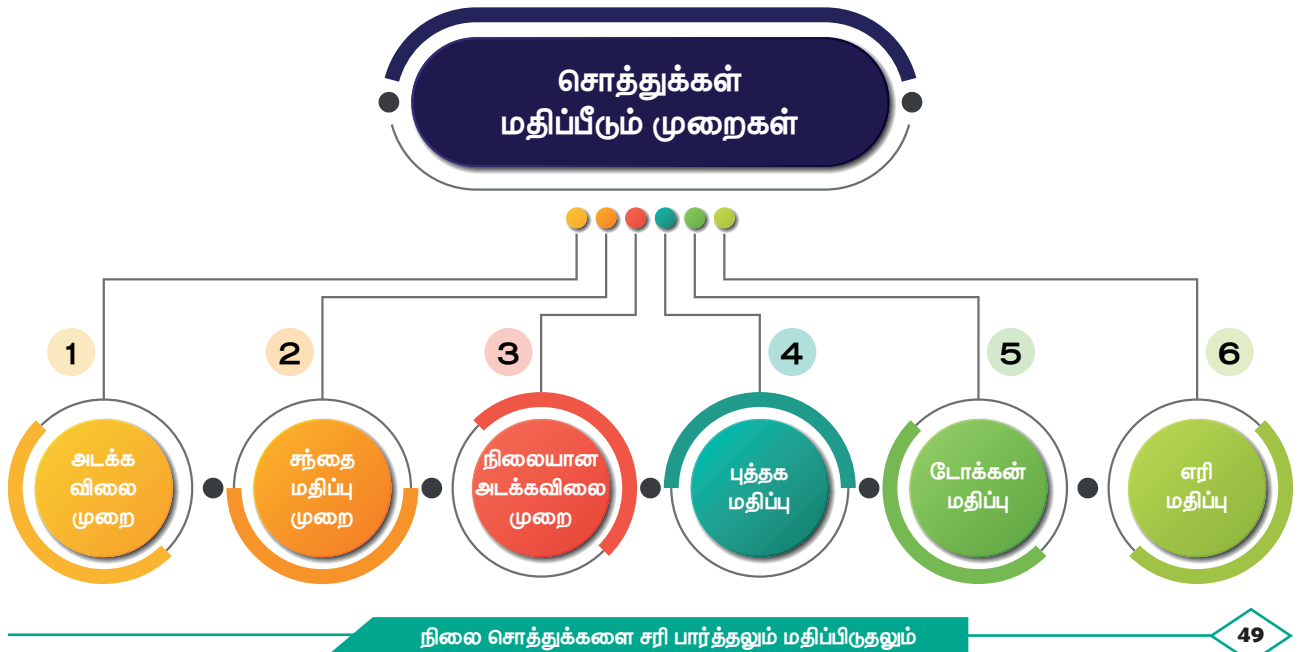 சொத்துக்கள்
மதிப்பீடும் முறைகள்
1
அடக்க
விலை
முறை
2
சந்தை
மதிப்பு
முறை
3
நிலையான
அடக்கவிலை
முறை
4
புத்தக
மதிப்பு
5
டோக்கன்
மதிப்பு
6
எரி
மதிப்பு
நிலை சொத்துக்களை சரி பார்த்தலும் மதிப்பிடுதலும்
49